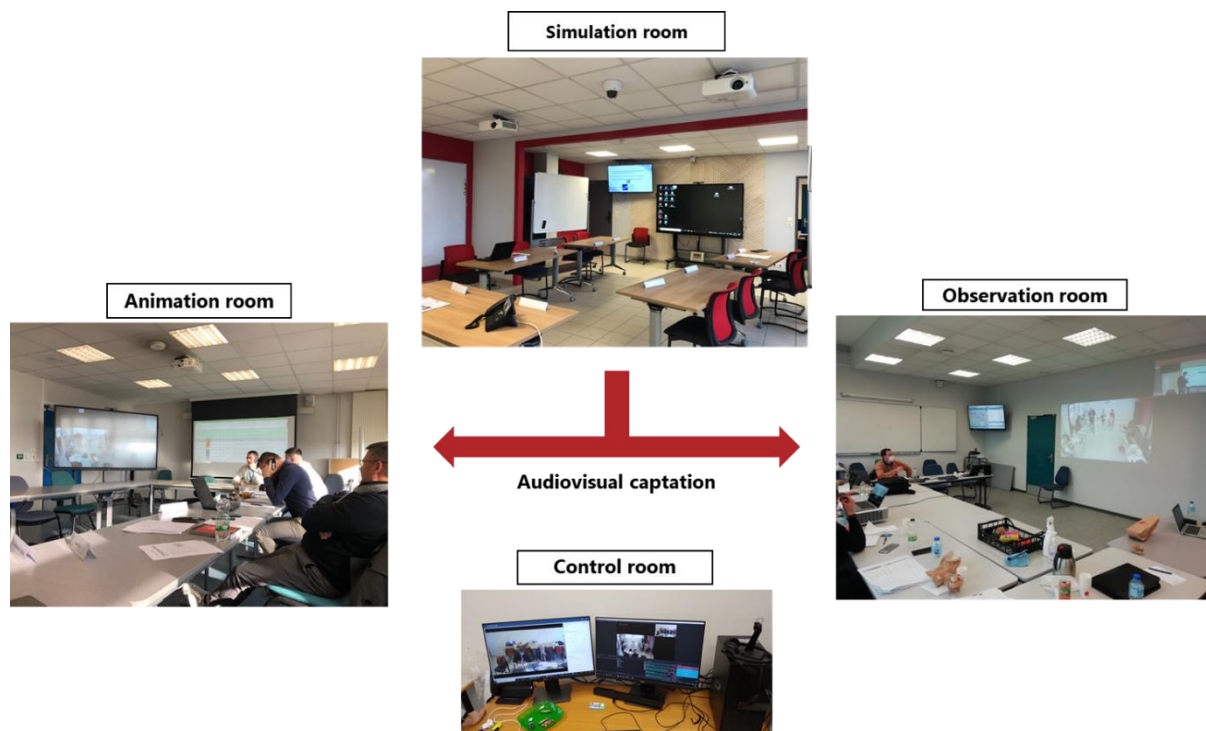 Simulation room
Animation room
Observation room
Audiovisual captation
Control room